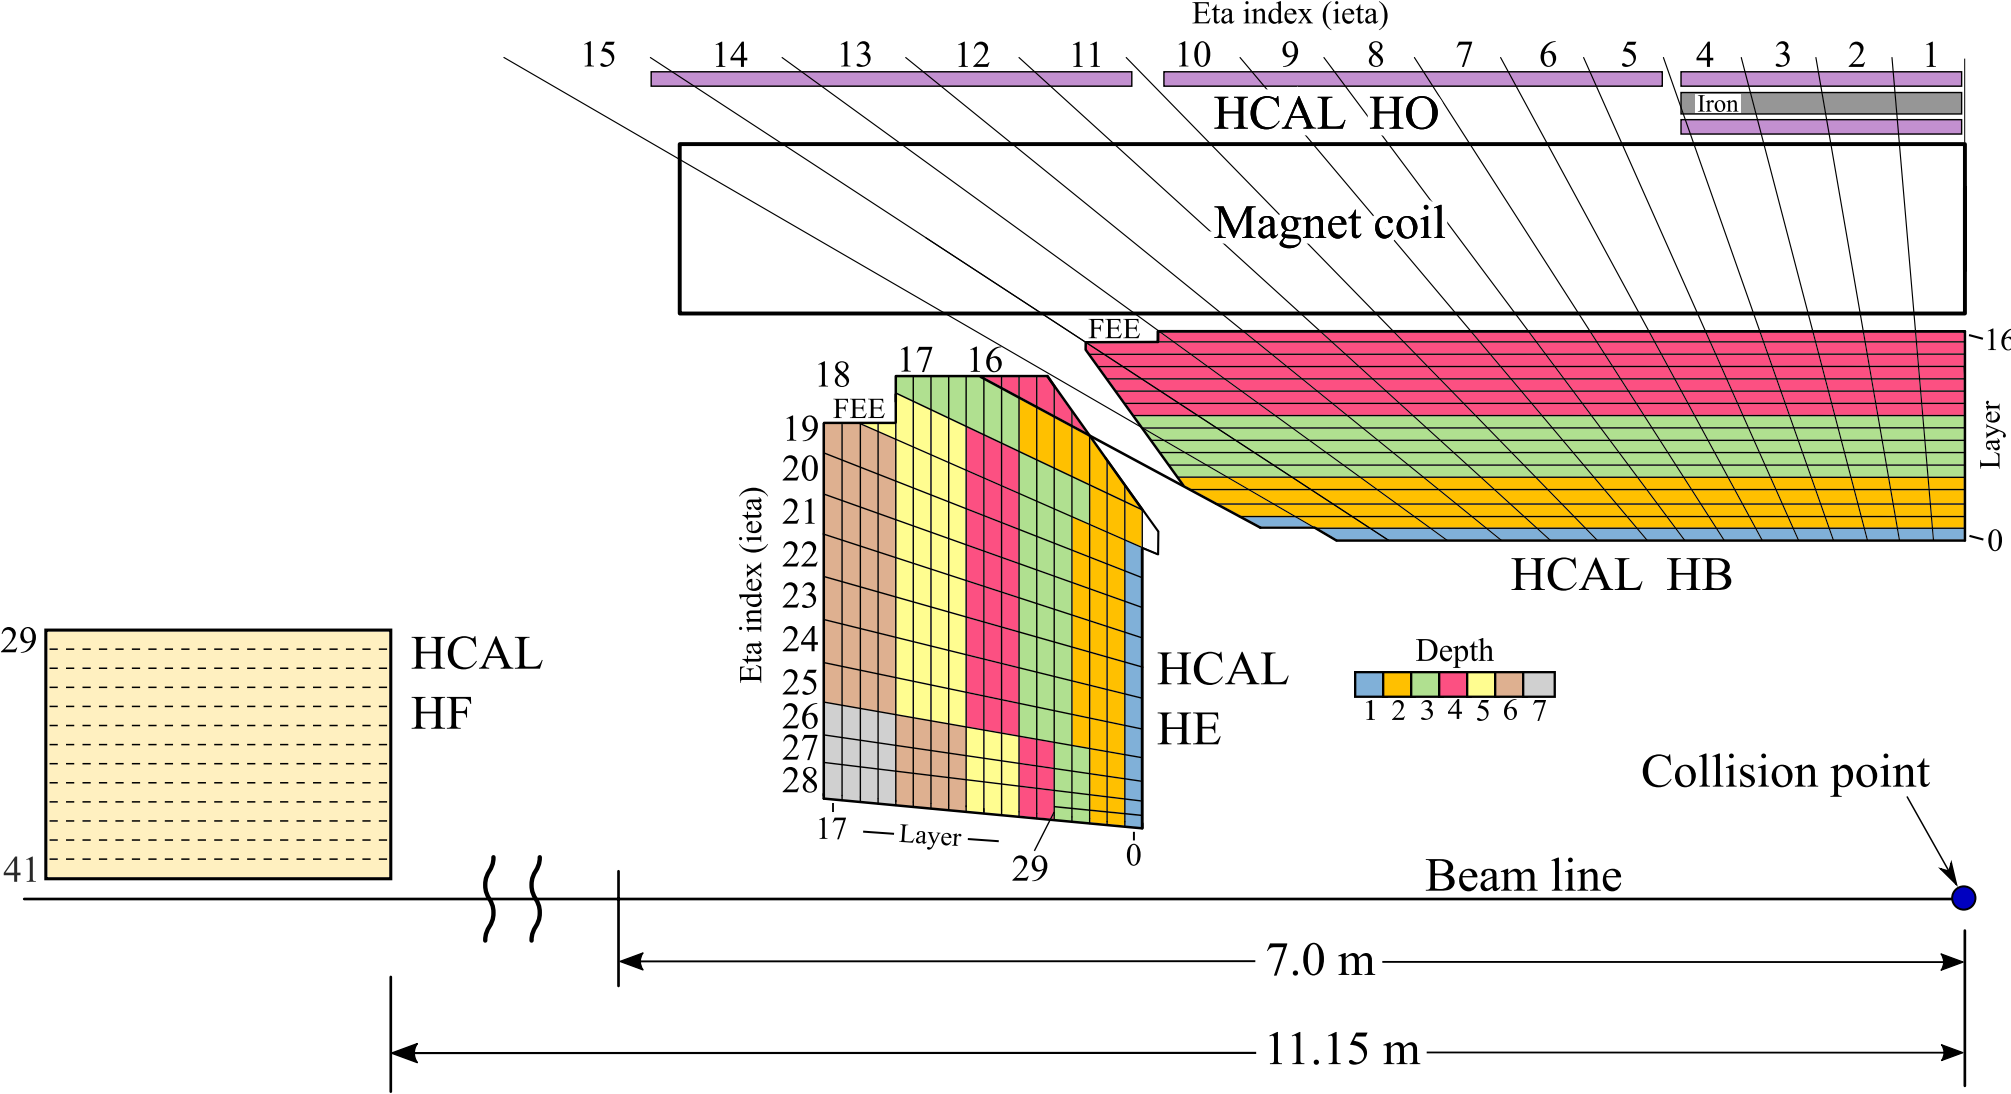 Eta index (ieta)
15 14 13 12 11 10 9 8 7 6 5 4 3 2 1
Iron
HCAL HO
Magnet coil
FEE
16
17 16
18
FEE
19
20
21
22
23
24
25
26
27
28
Eta index (ieta)
Layer
0
HCAL HB
29
HCAL
HF
41
HCAL
HE
Depth
1 2 3 4 5 6 7
Collision point
17 Layer 0
29
Beam line
7.0 m
11.15 m